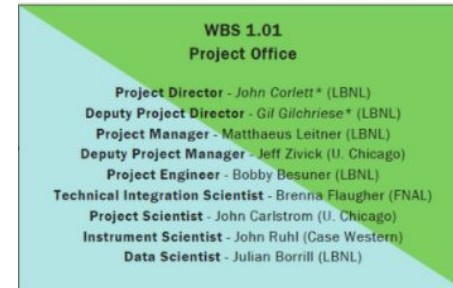 WBS 1.01
Project Office
Project Director - John Corlett* (LBNL)
Deputy Project Director - Gil Gilchriese* (LBNL)
Project Manager - Matthaeus Leitner (LBNL)
Deputy Project Manager - Jeff Zivick (U. Chicago)
Project Engineer - Bobby Besuner (LBNL)
Technical Integration Scientist - Brenna Flaugher (FNAL)
Project Scientist - John Carlstrom (U. Chicago)
Instrument Scientist - John Ruhl (Case Western)
Data Scientist - Julian Borrill (LBNL)